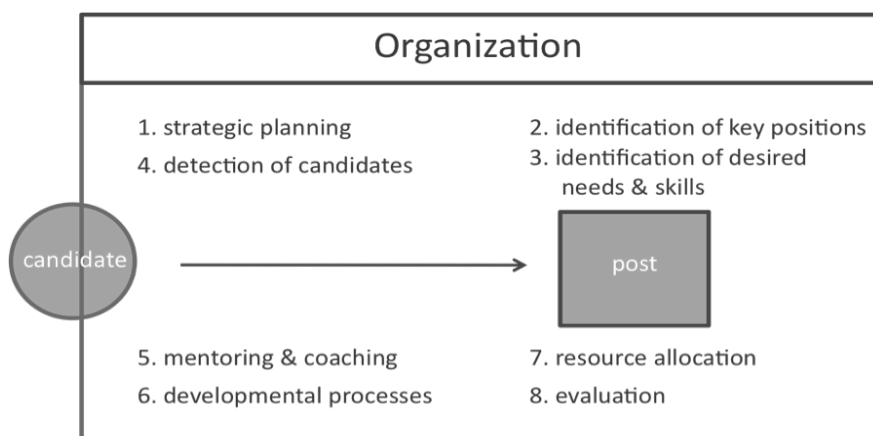 Organization
1. strategic planning
4. detection of candidates
2. identification of key positions
3. identification of desired
needs & skills
candidate
post
5. mentoring & coaching
6. developmental processes
7. resource allocation
8. evaluation